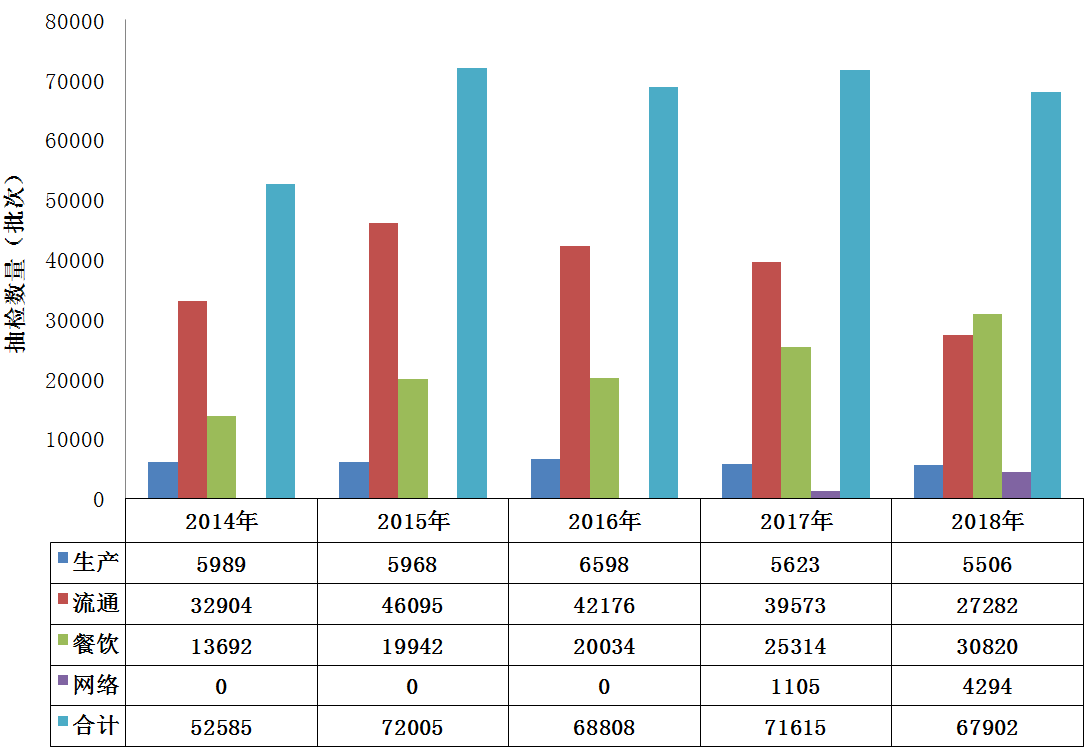 80000
70000
60000
50000
40000
30000
20000
10000
0
抽检数量（批次）
2014年 2015年 2016年 2017年 2018年
生产 5989 5968 6598 5623 5506
流通 32904 46095 42176 39573 27282
餐饮 13692 19942 20034 25314 30820
网络 0 0 0 1105 4294
合计 52585 72005 68808 71615 67902